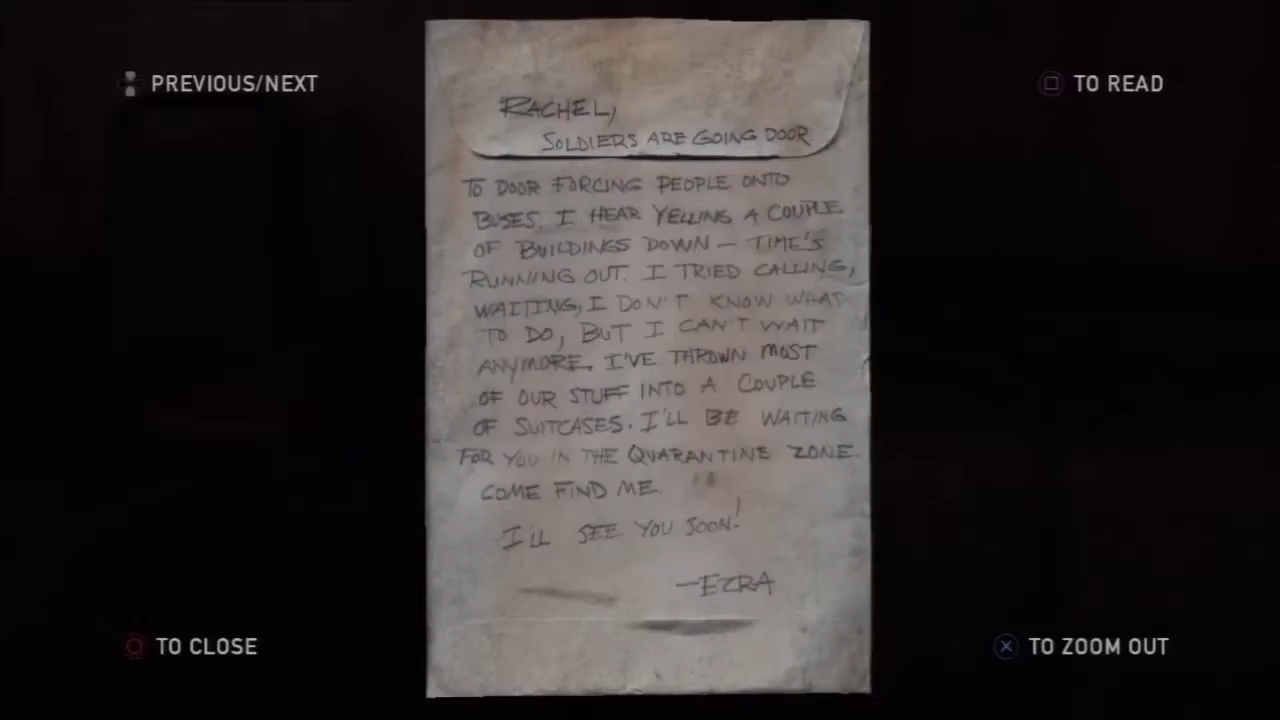 PREVIOUS/NEXT
TO READ
RACHEL,
SOLDIERS ARE GOING DOOR
TO DOOR FORCING PEOPLE ONTO
BUSES. I HEAR YELLING A COUPLE
OF BUILDINGS DOWN — TIME'S
RUNNING OUT. I TRIED CALLING,
WAITING, I DON'T KNOW WHAT
TO DO, BUT I CAN'T WAIT
ANYMORE. I'VE THROWN MOST
OF OUR STUFF INTO A COUPLE
OF SUITCASES. I'LL BE WAITING
FOR YOU IN THE QUARANTINE ZONE
COME FIND ME.
I'LL SEE YOU SOON!
—EZRA
TO CLOSE
TO ZOOM OUT